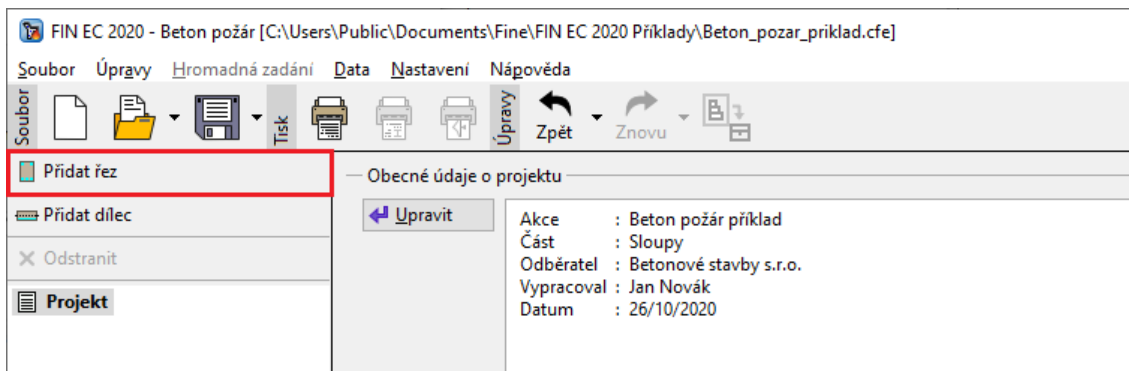 FIN EC 2020 - Beton požár [C:\Users\Public\Documents\Fine\FIN EC 2020 Příklady\Beton_pozar_priklad.cfe]
Soubor Úpravy Hromadná zadání Data Nastavení Nápověda
Soubor Tisk Úpravy Zpět Znovu
Přidat řez
Přidat dílec
Odstranit
Projekt
Obecné údaje o projektu
Upravit
Akce : Beton požár příklad
Část : Sloupy
Odběratel : Betonové stavby s.r.o.
Vypracoval : Jan Novák
Datum : 26/10/2020